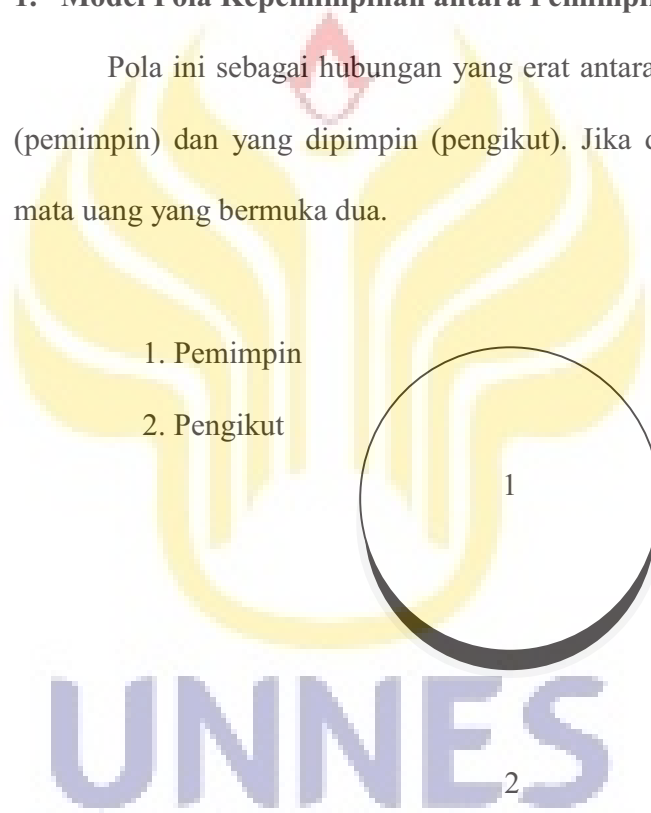 1. Model Pola Kepemimpinan antara
Pola ini sebagai hubungan yang erat antara
(pemimpin) dan yang dipimpin (pengikut). Jika
mata uang yang bermuka dua.
1. Pemimpin
2. Pengikut
1
UNNES
2